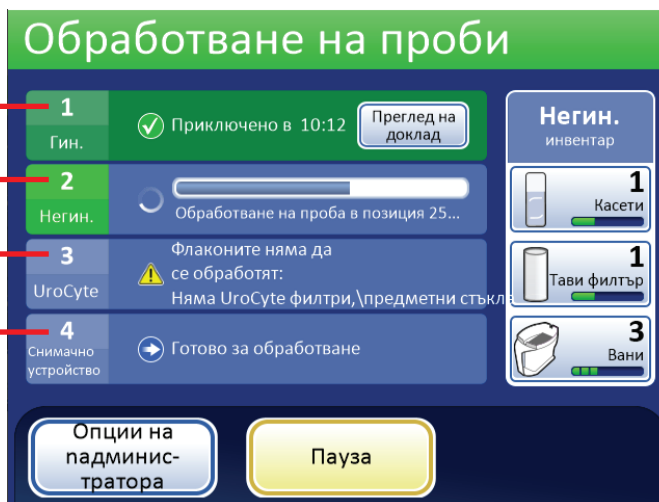 Обработване на проби
1
Гин.
Приключено в 10:12
Преглед на
доклад
2
Негин.
Обработване на проба в позиция 25...
3
UroCyte
Флаконите няма да
се обработят:
Няма UroCyte филтри,\предметни стъкла
4
Снимачно
устройство
Готово за обработване
Негин.
инвентар
1
Касети
1
Тави филтър
3
Вани
Опции на
падминис-
тратора
Пауза